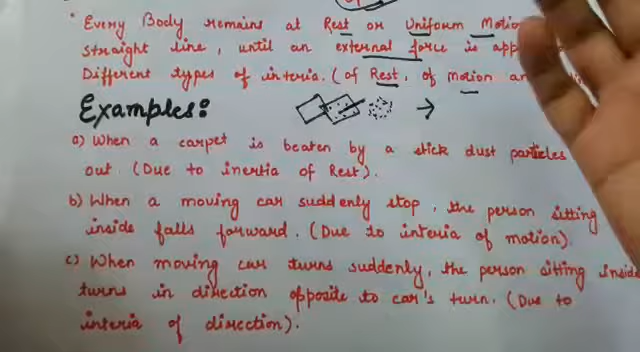 Every Body remains at Rest or Uniform Motio
straight line, until an external force is app
Different types of interia. (of Rest, of motion an
Examples:
a) When a carpet is beaten by a stick dust particles
out. (Due to inertia of Rest).
b) When a moving car suddenly stop, the person sitting
inside falls forward. (Due to interia of motion).
c) When moving car turns suddenly, the person sitting inside
turns in direction opposite to car's turn. (Due to
interia of direction).